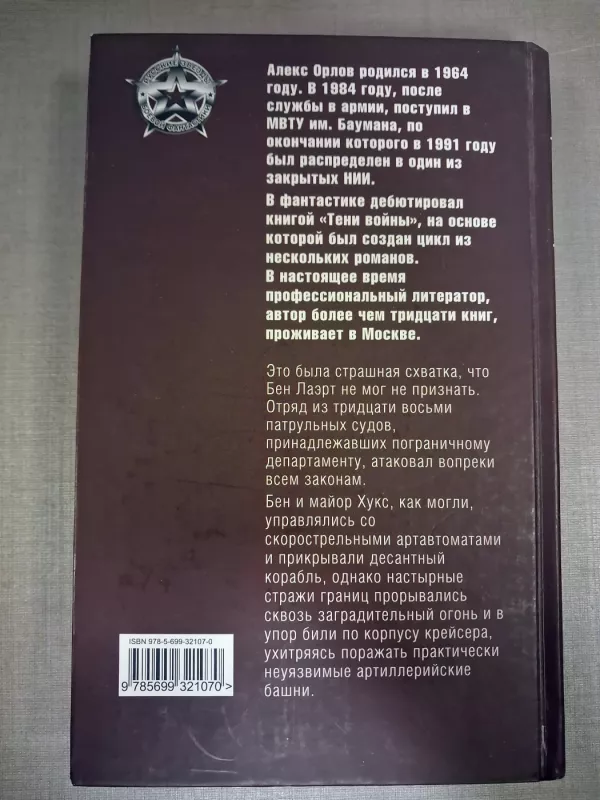 Алекс Орлов родился в 1964
году. В 1984 году, после
службы в армии, поступил в
МВТУ им. Баумана, по
окончании которого в 1991 году
был распределен в один из
закрытых НИИ.
В фантастике дебютировал
книгой «Тени войны», на основе
которой был создан цикл из
нескольких романов.
В настоящее время
профессиональный литератор,
автор более чем тридцати книг,
проживает в Москве.
Это была страшная схватка, что
Бен Лаэрт не мог не признать.
Отряд из тридцати восьми
патрульных судов,
принадлежавших пограничному
департаменту, атаковал вопреки
всем законам.
Бен и майор Хукс, как могли,
управлялись со
скорострельными артавтоматами
и прикрывали десантный
корабль, однако настырные
стражи границ прорывались
сквозь заградительный огонь и в
упор били по корпусу крейсера,
ухитряясь поражать практически
неуязвимые артиллерийские
башни.
ISBN 978-5-699-32107-0
9 785699 321070 >